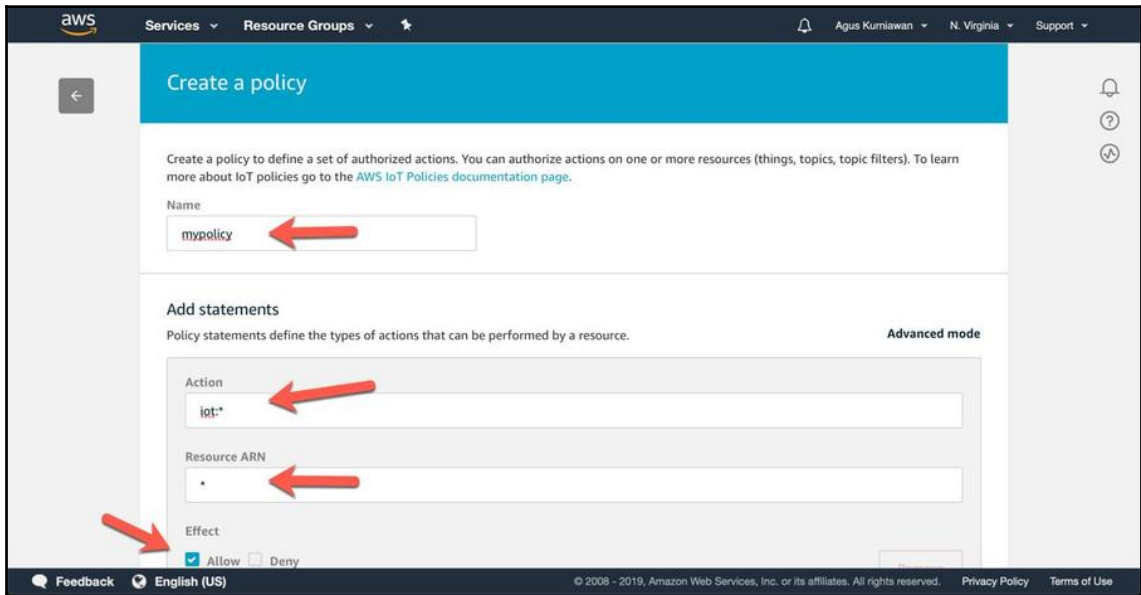 aws Services Resource Groups Agus Kurniawan N. Virginia Support
Create a policy
Create a policy to define a set of authorized actions. You can authorize actions on one or more resources (things, topics, topic filters). To learn
more about IoT policies go to the AWS IoT Policies documentation page.
Name
mypolicy
Add statements
Policy statements define the types of actions that can be performed by a resource.
Advanced mode
Action
iot:*
Resource ARN
*
Effect
Allow Deny
Remove
Feedback English (US) © 2008 - 2019, Amazon Web Services, Inc. or its affiliates. All rights reserved. Privacy Policy Terms of Use